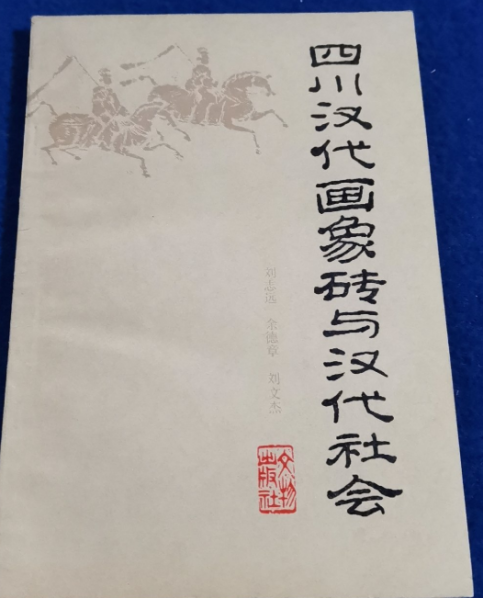 四川汉代画象砖与汉代社会
刘志远 余德章 刘文杰
文物
出版社